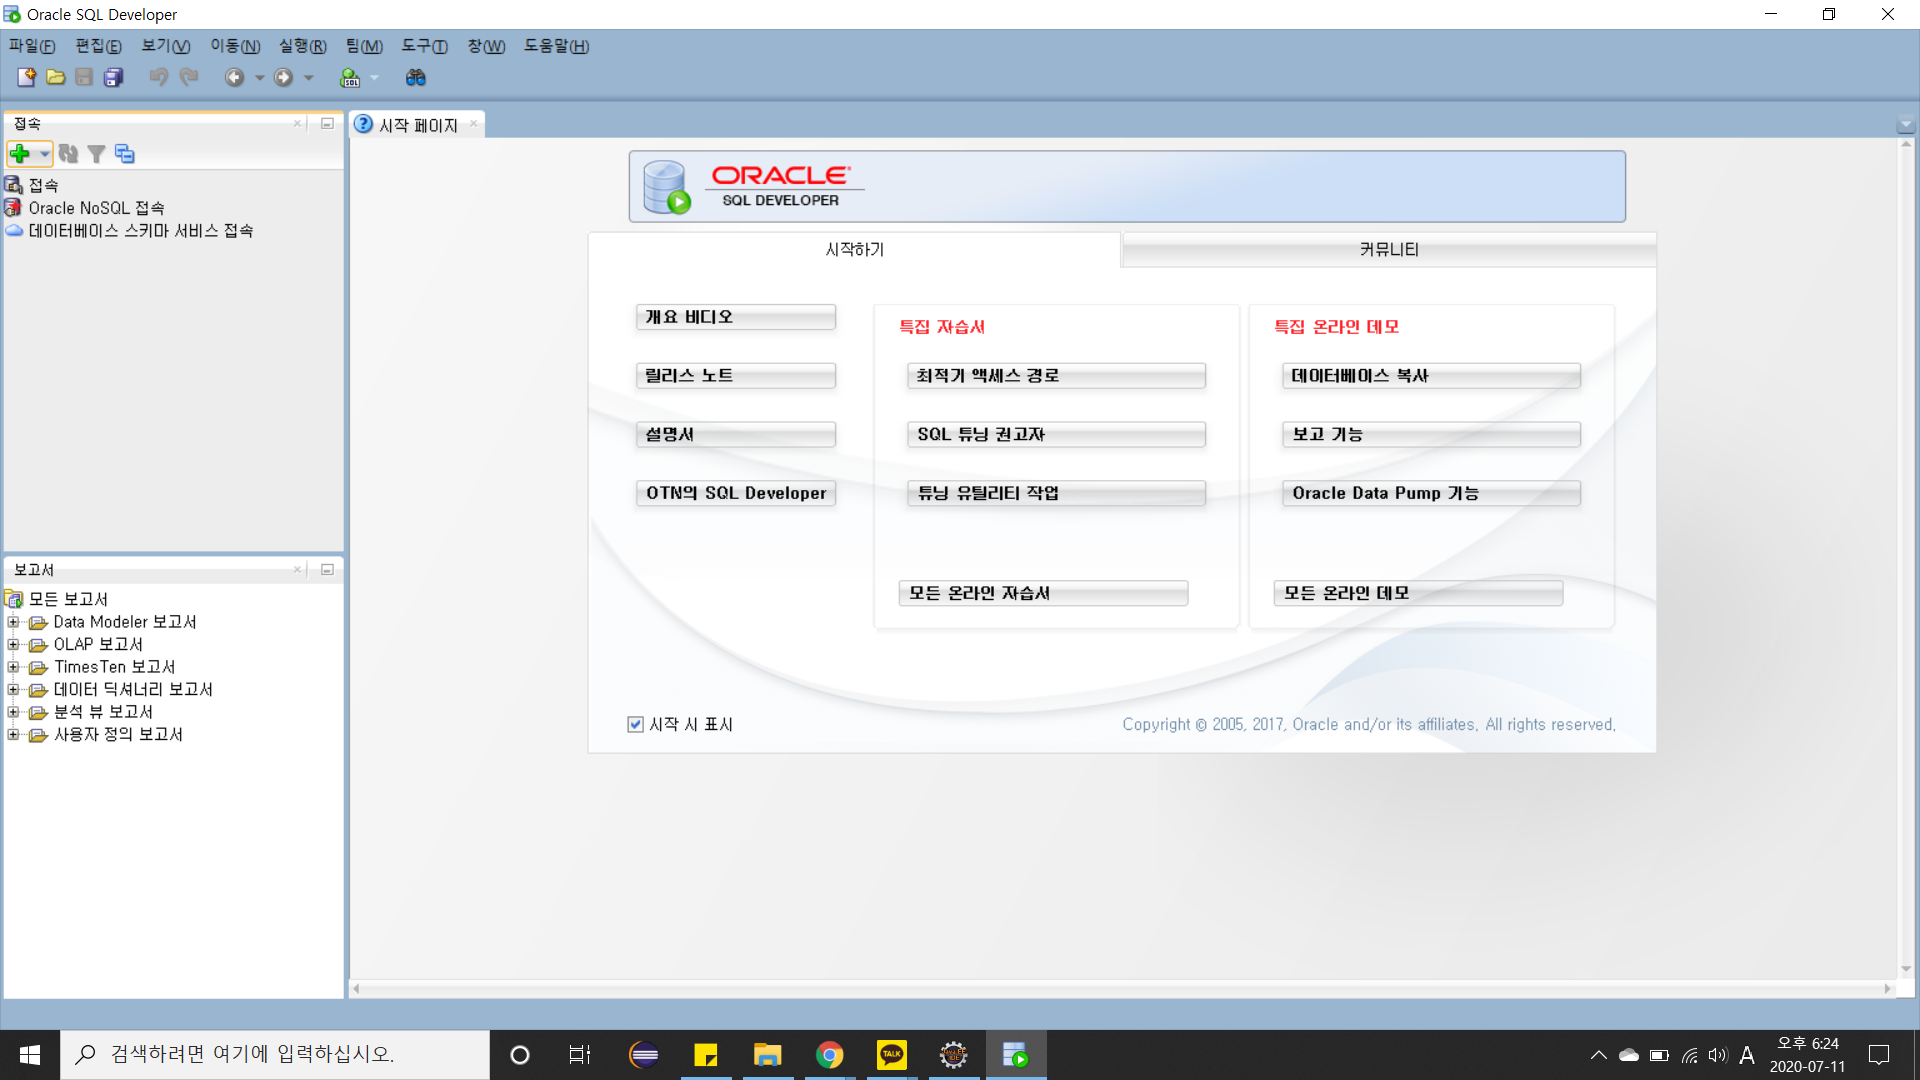 Oracle SQL Developer
파일(F) 편집(E) 보기(V) 이동(N) 실행(R) 팀(M) 도구(T) 창(W) 도움말(H)
접속
시작 페이지
접속
Oracle NoSQL 접속
데이터베이스 스키마 서비스 접속
ORACLE
SQL DEVELOPER
시작하기
커뮤니티
개요 비디오
릴리스 노트
설명서
OTN의 SQL Developer
특집 자습서
최적기 액세스 경로
SQL 튜닝 권고자
튜닝 유틸리티 작업
모든 온라인 자습서
특집 온라인 데모
데이터베이스 복사
보고 기능
Oracle Data Pump 기능
모든 온라인 데모
시작 시 표시
Copyright © 2005, 2017, Oracle and/or its affiliates. All rights reserved.
보고서
모든 보고서
Data Modeler 보고서
OLAP 보고서
TimesTen 보고서
데이터 딕셔너리 보고서
분석 뷰 보고서
사용자 정의 보고서
검색하려면 여기에 입력하십시오.
TALK
A
오후 6:24
2020-07-11